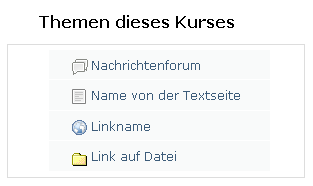 Themen dieses Kurses
Nachrichtenforum
Name von der Textseite
Linkname
Link auf Datei